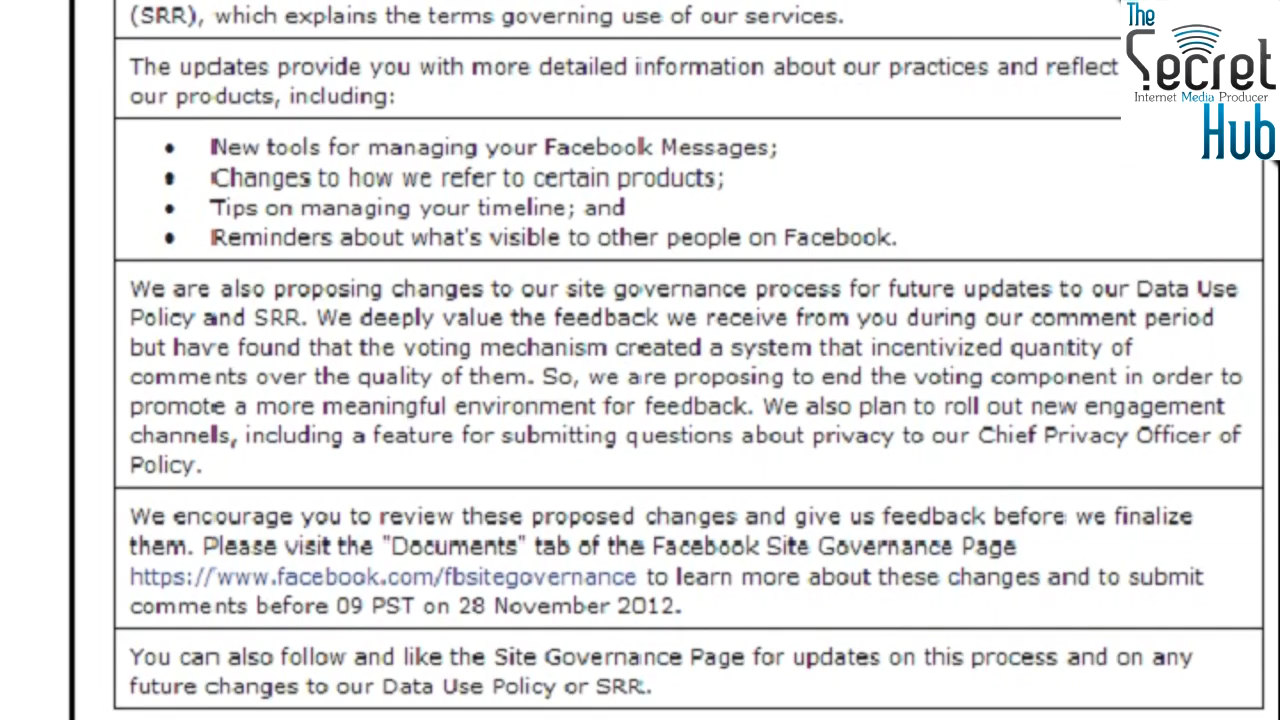 (SRR), which explains the terms governing use of our services.
The updates provide you with more detailed information about our practices and reflect
our products, including:
• New tools for managing your Facebook Messages;
• Changes to how we refer to certain products;
• Tips on managing your timeline; and
• Reminders about what's visible to other people on Facebook.
We are also proposing changes to our site governance process for future updates to our Data Use
Policy and SRR. We deeply value the feedback we receive from you during our comment period
but have found that the voting mechanism created a system that incentivized quantity of
comments over the quality of them. So, we are proposing to end the voting component in order to
promote a more meaningful environment for feedback. We also plan to roll out new engagement
channels, including a feature for submitting questions about privacy to our Chief Privacy Officer of
Policy.
We encourage you to review these proposed changes and give us feedback before we finalize
them. Please visit the "Documents" tab of the Facebook Site Governance Page
https://www.facebook.com/fbsitegovernance to learn more about these changes and to submit
comments before 09 PST on 28 November 2012.
You can also follow and like the Site Governance Page for updates on this process and on any
future changes to our Data Use Policy or SRR.
The
Secret
Internet Media Producer
Hub